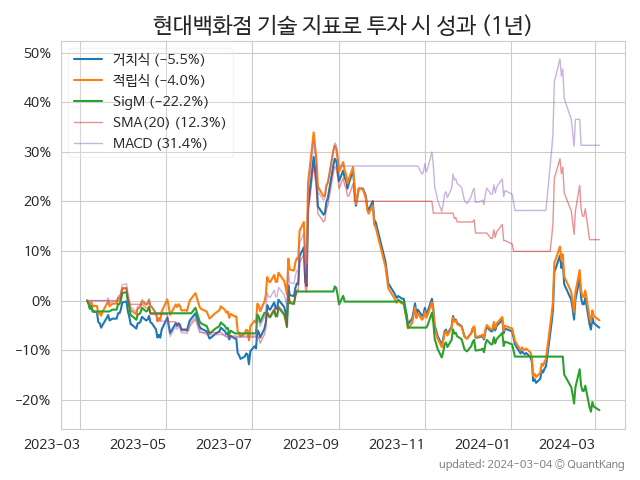 현대백화점 기술 지표로 투자 시 성과 (1년)
50%
40%
30%
20%
10%
0%
−10%
−20%
거치식 (−5.5%)
적립식 (−4.0%)
SigM (−22.2%)
SMA(20) (12.3%)
MACD (31.4%)
2023−03
2023−05
2023−07
2023−09
2023−11
2024−01
2024−03
updated: 2024-03-04 © QuantKang